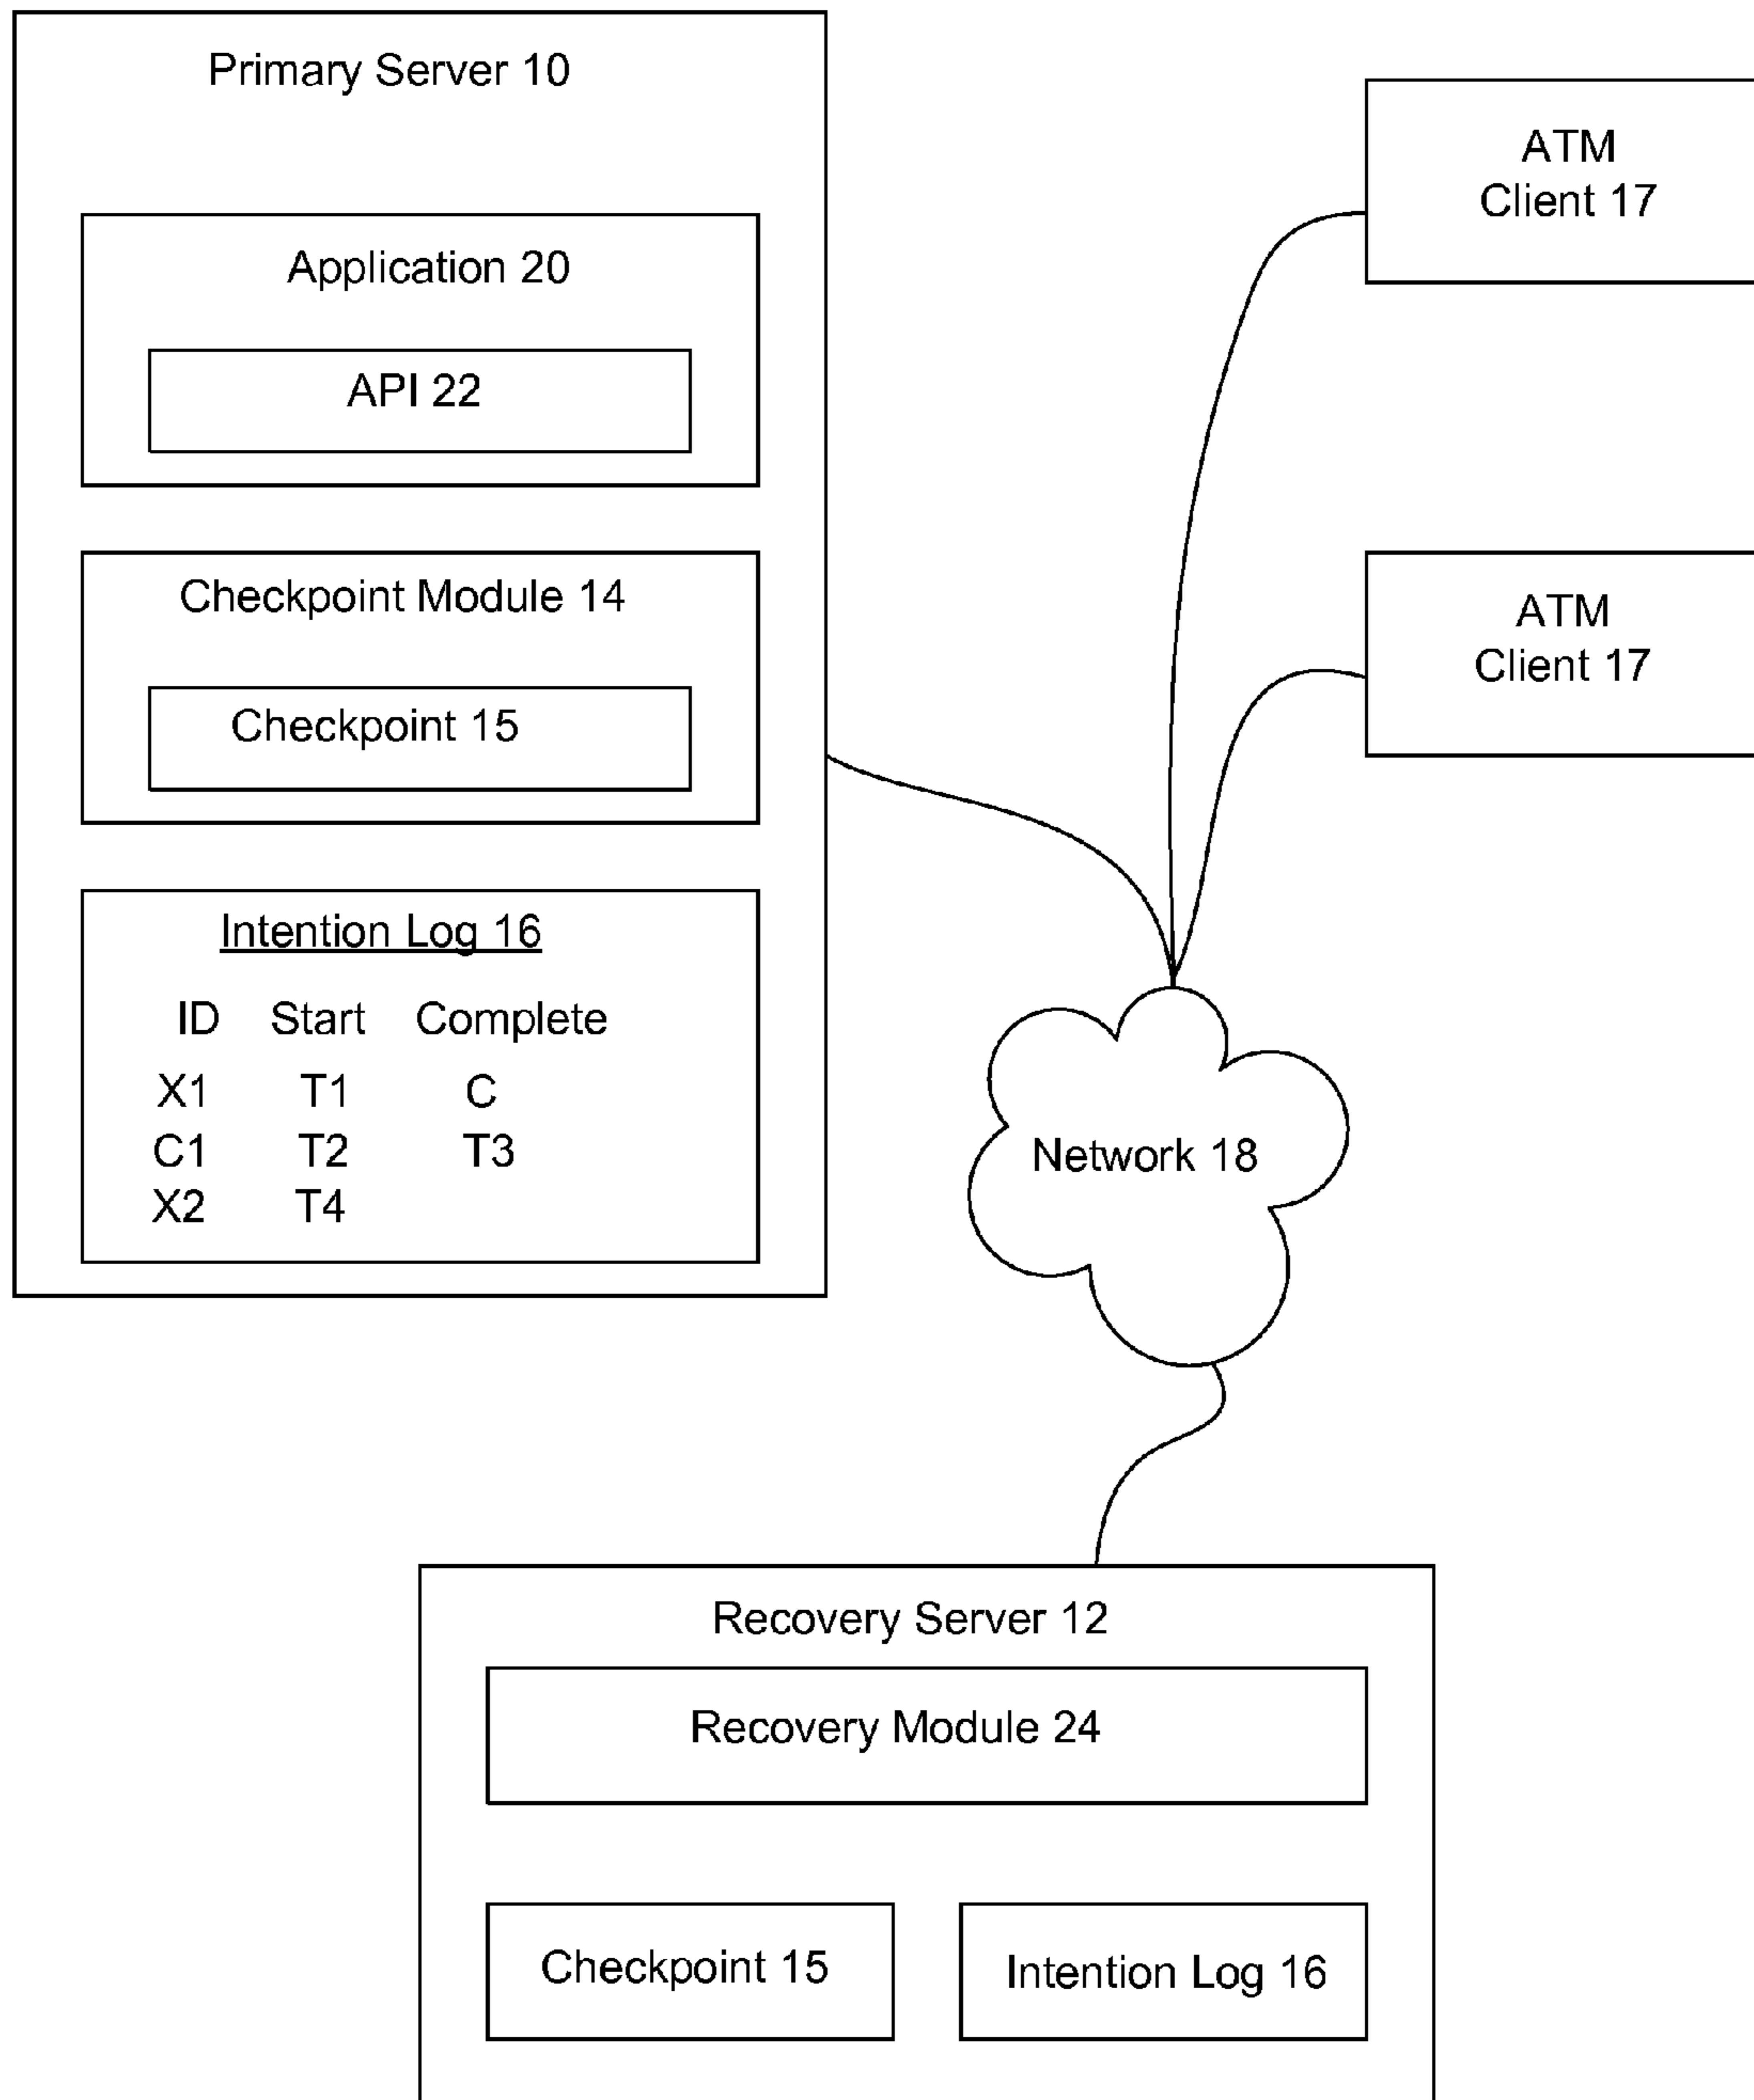 Primary Server 10
Application 20
API 22
Checkpoint Module 14
Checkpoint 15
Intention Log 16
ID Start Complete
X1 T1 C
C1 T2 T3
X2 T4
ATM
Client 17
ATM
Client 17
Network 18
Recovery Server 12
Recovery Module 24
Checkpoint 15
Intention Log 16